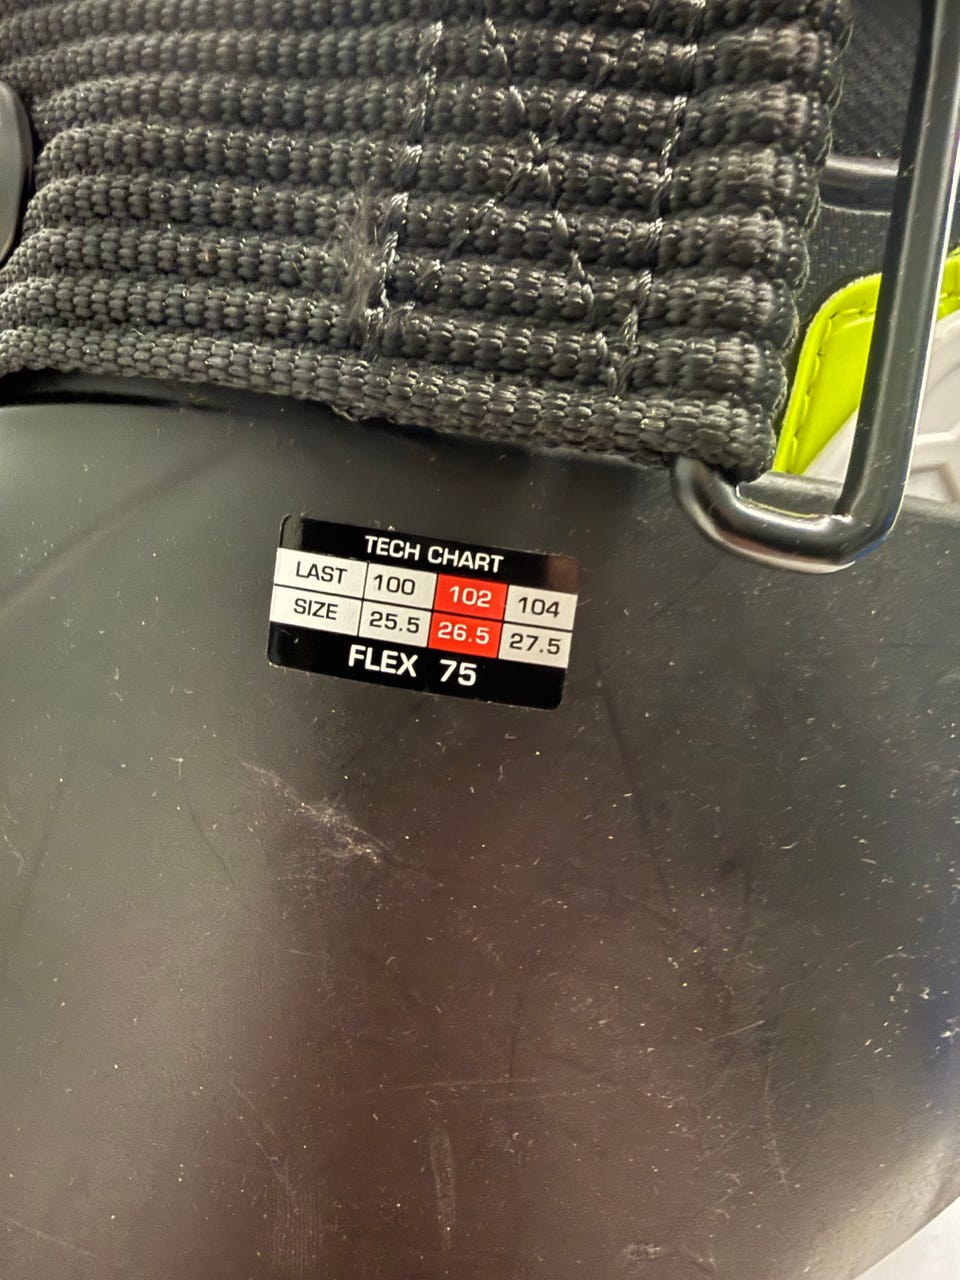 TECH CHART
LAST 100 102 104
SIZE 25.5 26.5 27.5
FLEX 75